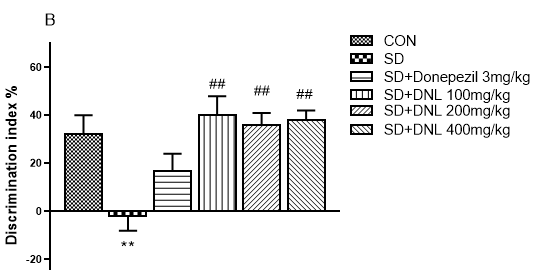 B
Discrimination index %
60
40
20
0
-20
**
##
##
##
CON
SD
SD+Donepezil 3mg/kg
SD+DNL 100mg/kg
SD+DNL 200mg/kg
SD+DNL 400mg/kg